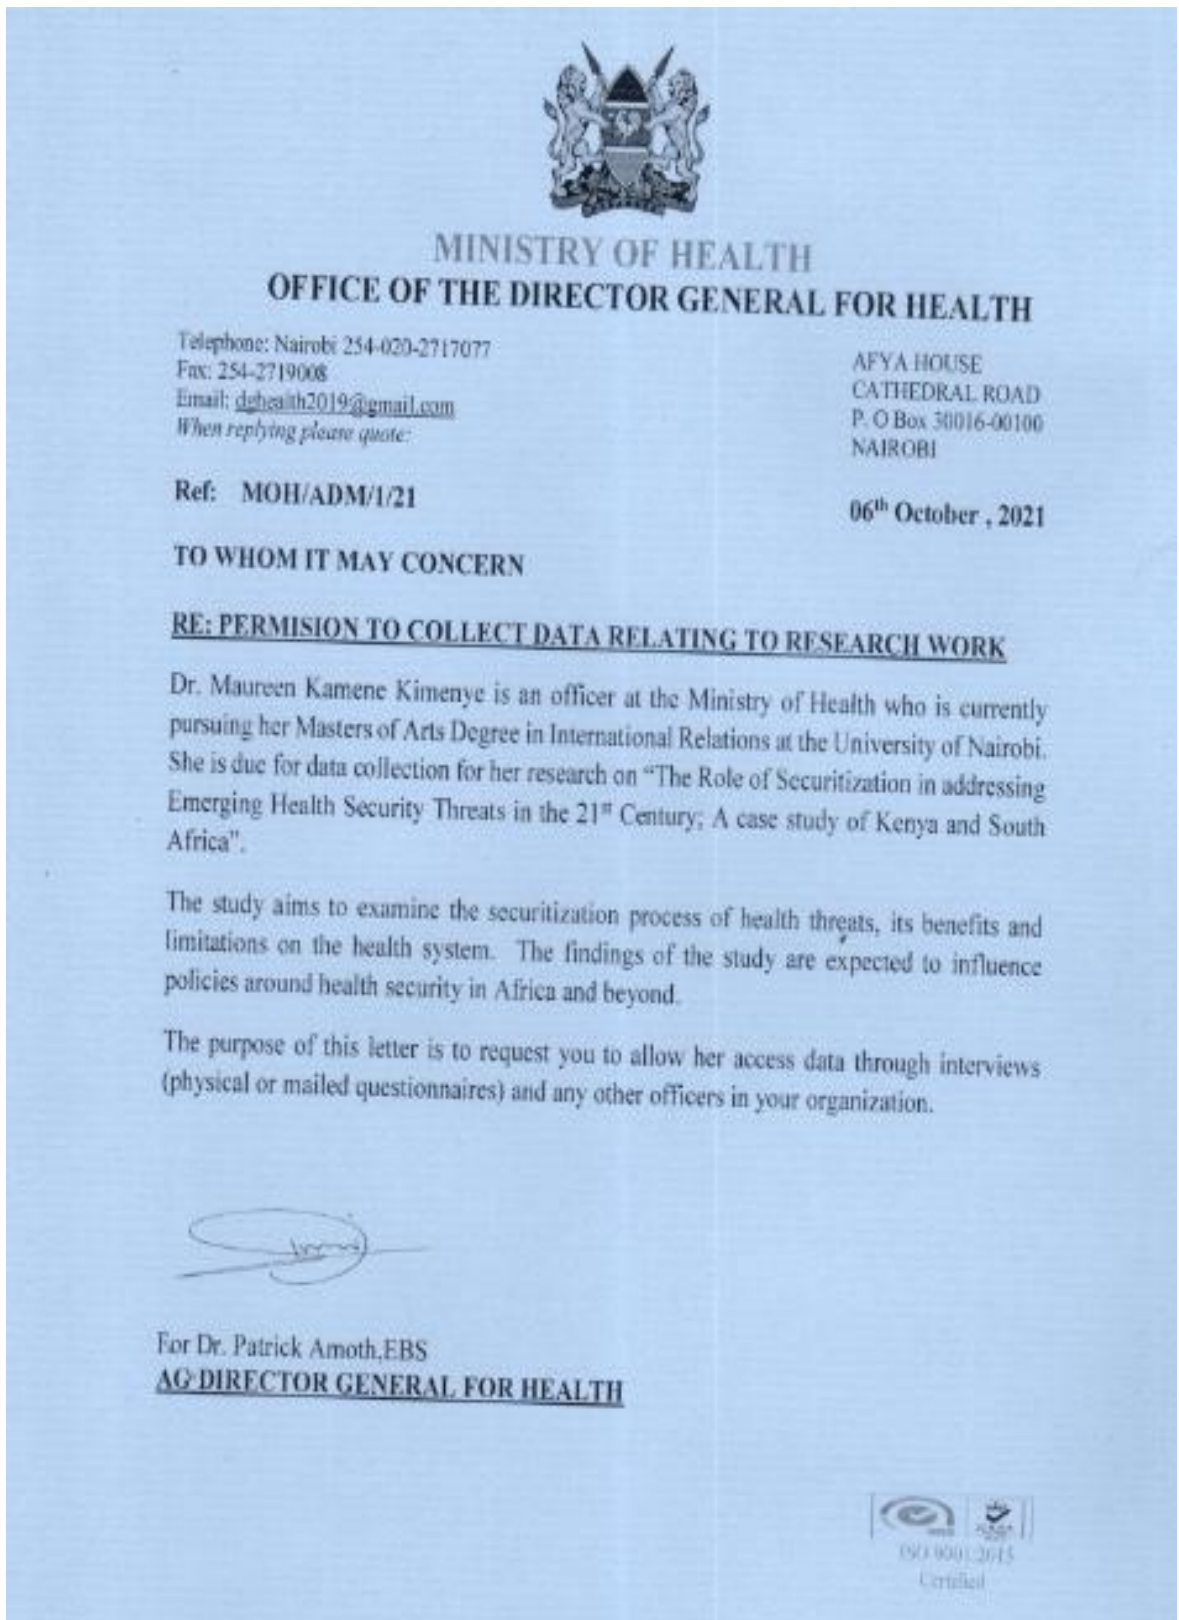 MINISTRY OF HEALTH
OFFICE OF THE DIRECTOR GENERAL FOR HEALTH
Telephone: Nairobi 254-020-2717077
Fax: 254-2719008
Email: dghealth2019@gmail.com
When replying please quote:
AFYA HOUSE
CATHEDRAL ROAD
P. O Box 30016-00100
NAIROBI
Ref: MOH/ADM/1/21
06th October , 2021
TO WHOM IT MAY CONCERN
RE: PERMISION TO COLLECT DATA RELATING TO RESEARCH WORK
Dr. Maureen Kamene Kimenye is an officer at the Ministry of Health who is currently
pursuing her Masters of Arts Degree in International Relations at the University of Nairobi.
She is due for data collection for her research on “The Role of Securitization in addressing
Emerging Health Security Threats in the 21st Century; A case study of Kenya and South
Africa”.
The study aims to examine the securitization process of health threats, its benefits and
limitations on the health system. The findings of the study are expected to influence
policies around health security in Africa and beyond.
The purpose of this letter is to request you to allow her access data through interviews
(physical or mailed questionnaires) and any other officers in your organization.
For Dr. Patrick Amoth,EBS
AG DIRECTOR GENERAL FOR HEALTH
ISO 9001:2015
Certified